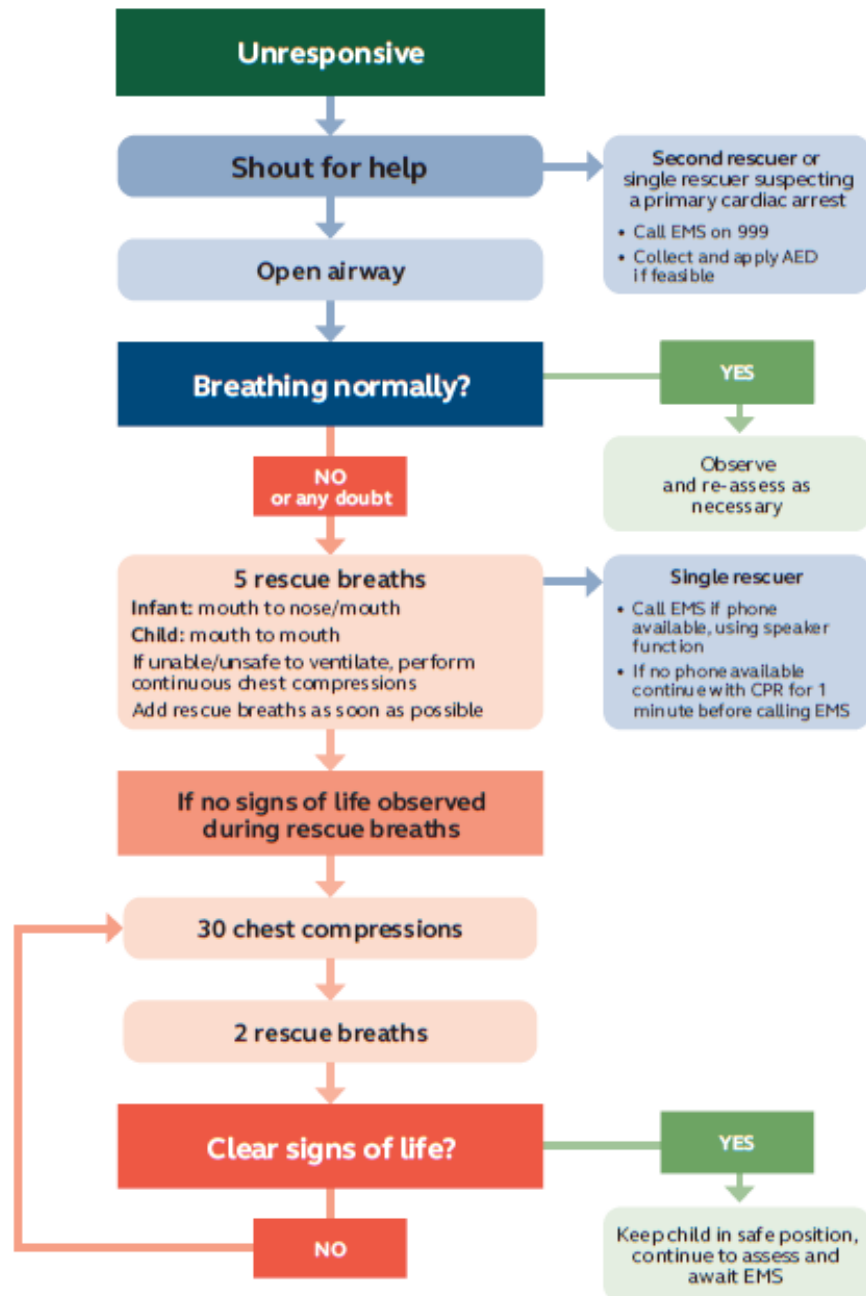 Unresponsive
Shout for help
Second rescuer or
single rescuer suspecting
a primary cardiac arrest
• Call EMS on 999
• Collect and apply AED
if feasible
Open airway
Breathing normally?
YES
Observe
and re-assess as
necessary
NO
or any doubt
5 rescue breaths
Infant: mouth to nose/mouth
Child: mouth to mouth
If unable/unsafe to ventilate, perform
continuous chest compressions
Add rescue breaths as soon as possible
Single rescuer
• Call EMS if phone
available, using speaker
function
• If no phone available
continue with CPR for 1
minute before calling EMS
If no signs of life observed
during rescue breaths
30 chest compressions
2 rescue breaths
Clear signs of life?
YES
NO
Keep child in safe position,
continue to assess and
await EMS